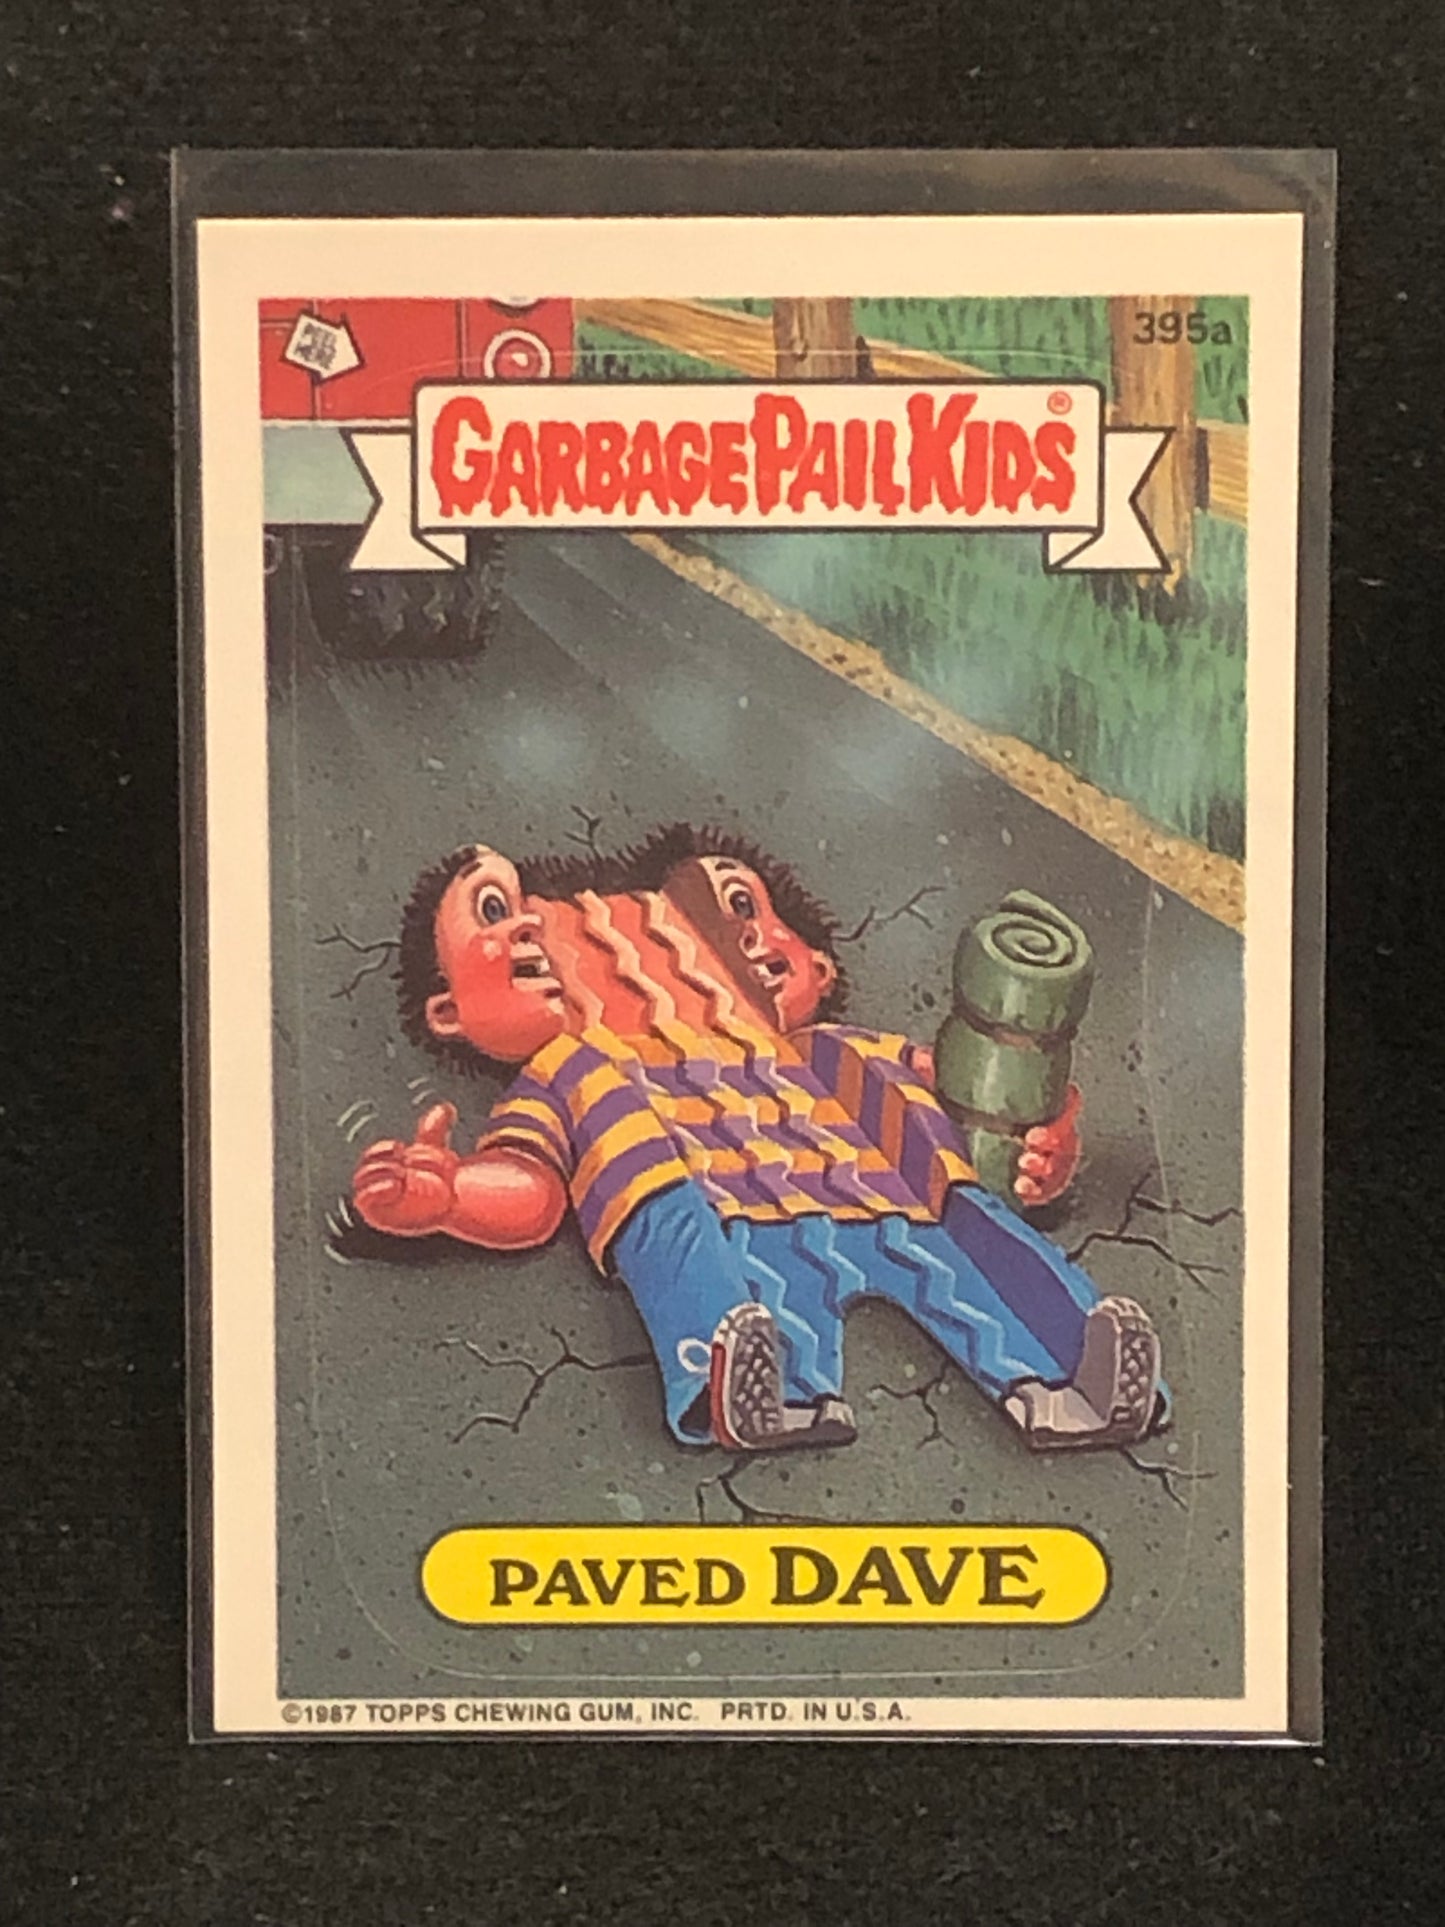 PEEL
HERE
395a
GARBAGE PAIL KIDS®
PAVED DAVE
©1987 TOPPS CHEWING GUM, INC. PRTD. IN U.S.A.